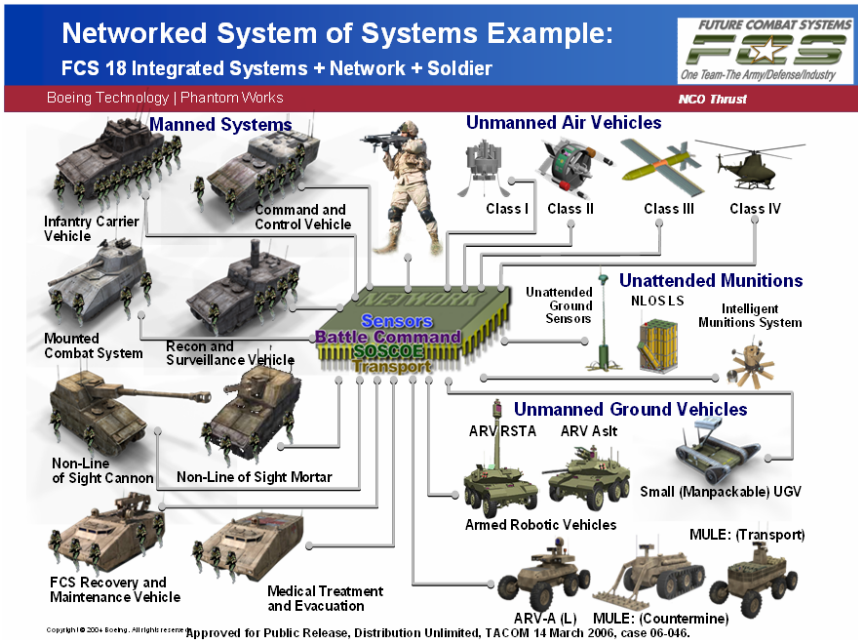 Networked System of Systems Example:
FCS 18 Integrated Systems + Network + Soldier
FUTURE COMBAT SYSTEMS
FCS
One Team-The Army/Defense/Industry
Boeing Technology | Phantom Works
NCO Thrust
Manned Systems
Unmanned Air Vehicles
Infantry Carrier
Vehicle
Command and
Control Vehicle
Class I
Class II
Class III
Class IV
Mounted
Combat System
Recon and
Surveillance Vehicle
NETWORK
Sensors
Battle Command
SOSCOE
Transport
Unattended
Ground
Sensors
Unattended Munitions
NLOS LS
Intelligent
Munitions System
Non-Line
of Sight Cannon
Non-Line of Sight Mortar
Unmanned Ground Vehicles
ARV RSTA
ARV Aslt
Armed Robotic Vehicles
Small (Manpackable) UGV
FCS Recovery and
Maintenance Vehicle
Medical Treatment
and Evacuation
MULE: (Transport)
ARV-A (L)
MULE: (Countermine)
Copyright © 2004 Boeing. All rights reserved.
Approved for Public Release, Distribution Unlimited, TACOM 14 March 2006, case 06-046.